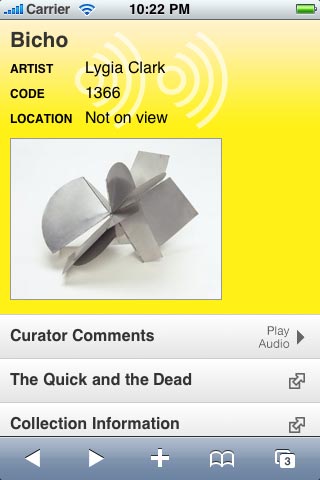 Carrier 10:22 PM
Bicho
ARTIST Lygia Clark
CODE 1366
LOCATION Not on view
Curator Comments Play Audio
The Quick and the Dead
Collection Information
3